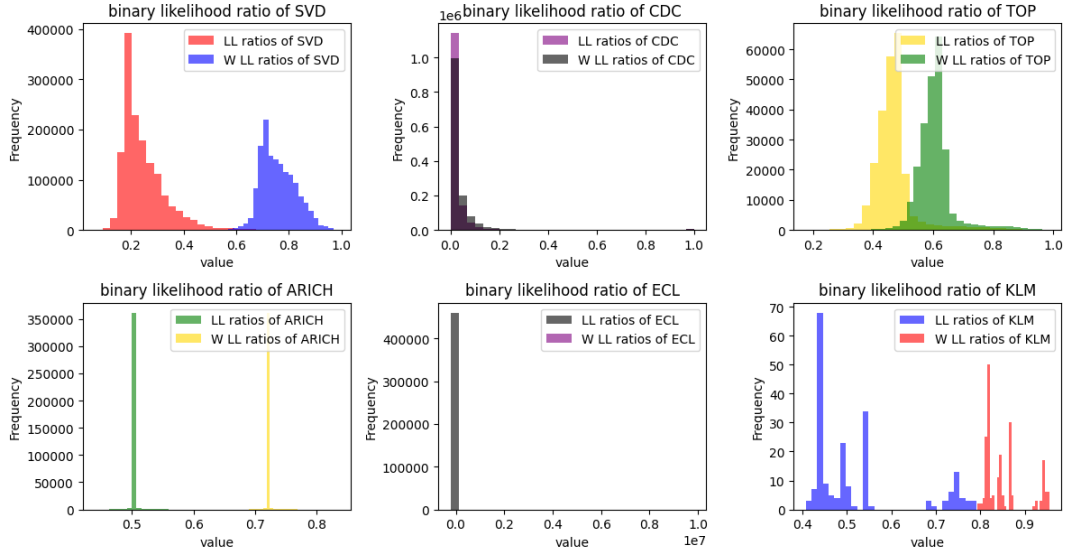 binary likelihood ratio of SVD
LL ratios of SVD
W LL ratios of SVD
Frequency
400000
300000
200000
100000
0
0.2 0.4 0.6 0.8 1.0
value
binary likelihood ratio of CDC
1e6
LL ratios of CDC
W LL ratios of CDC
Frequency
1.0
0.8
0.6
0.4
0.2
0.0
0.0 0.2 0.4 0.6 0.8 1.0
value
binary likelihood ratio of TOP
LL ratios of TOP
W LL ratios of TOP
Frequency
60000
50000
40000
30000
20000
10000
0
0.2 0.4 0.6 0.8 1.0
value
binary likelihood ratio of ARICH
LL ratios of ARICH
W LL ratios of ARICH
Frequency
350000
300000
250000
200000
150000
100000
50000
0
0.5 0.6 0.7 0.8
value
binary likelihood ratio of ECL
LL ratios of ECL
W LL ratios of ECL
Frequency
400000
300000
200000
100000
0
0.0 0.2 0.4 0.6 0.8 1.0
1e7
value
binary likelihood ratio of KLM
LL ratios of KLM
W LL ratios of KLM
Frequency
70
60
50
40
30
20
10
0
0.4 0.5 0.6 0.7 0.8 0.9
value